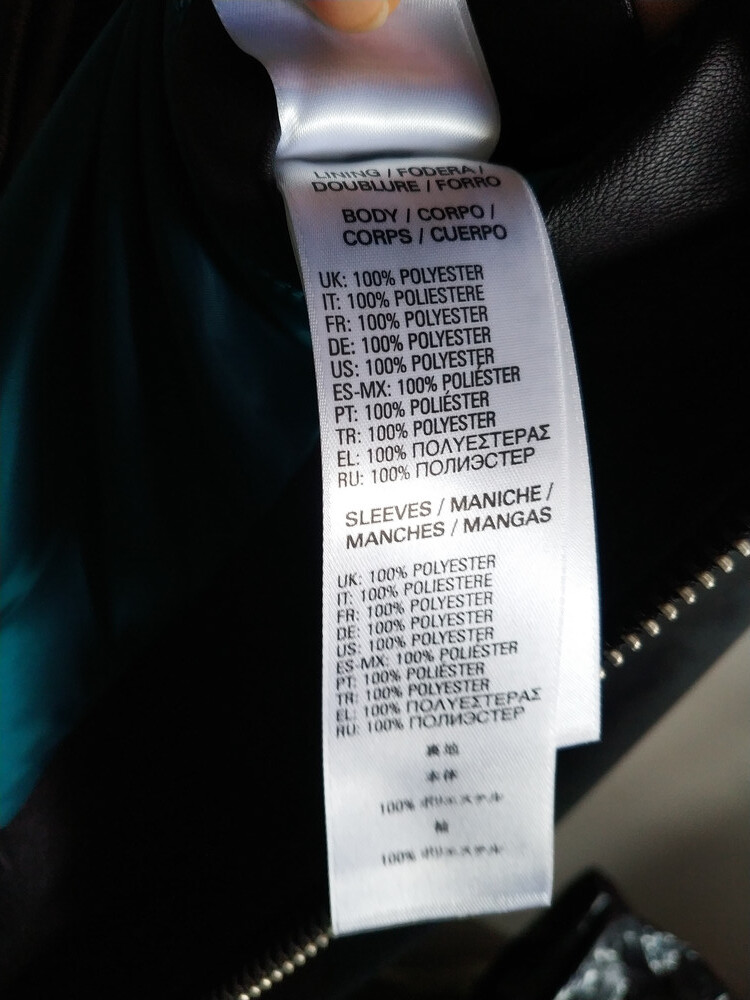 LINING / FODERA /
DOUBLURE / FORRO
BODY / CORPO /
CORPS / CUERPO
UK: 100% POLYESTER
IT: 100% POLIESTERE
FR: 100% POLYESTER
DE: 100% POLYESTER
US: 100% POLYESTER
ES-MX: 100% POLIÉSTER
PT: 100% POLIÉSTER
TR: 100% POLYESTER
EL: 100% ΠΟΛΥΕΣΤΕΡΑΣ
RU: 100% ПОЛИЭСТЕР
SLEEVES / MANICHE /
MANCHES / MANGAS
UK: 100% POLYESTER
IT: 100% POLIESTERE
FR: 100% POLYESTER
DE: 100% POLYESTER
US: 100% POLYESTER
ES-MX: 100% POLIÉSTER
PT: 100% POLIÉSTER
TR: 100% POLYESTER
EL: 100% ΠΟΛΥΕΣΤΕΡΑΣ
RU: 100% ПОЛИЭСТЕР
裏地
本体
100% ポリエステル
袖
100% ポリエステル